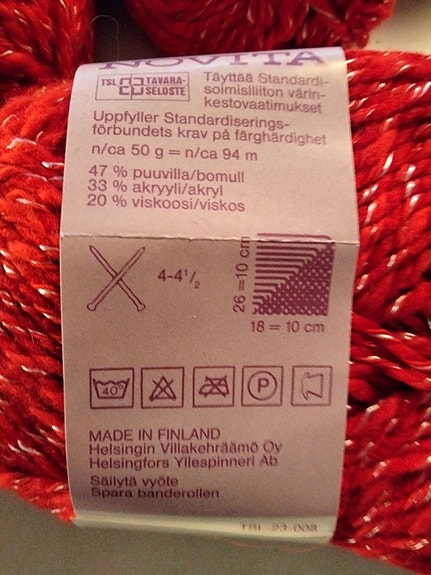 NOVITA
TSL TAVARA-
SELOSTE
Täyttää Standardi-
soimisliiton värin-
kestovaatimukset
Uppfyller Standardiserings-
förbundets krav på färghärdighet
n/ca 50 g = n/ca 94 m
47 % puuvilla/bomull
33 % akryyli/akryl
20 % viskoosi/viskos
4-4½
26 = 10 cm
18 = 10 cm
40°
P
MADE IN FINLAND
Helsingin Villakehräämö Oy
Helsingfors Yllespinneri Ab
Säilytä vyöte
Spara banderollen
TSL-23-008